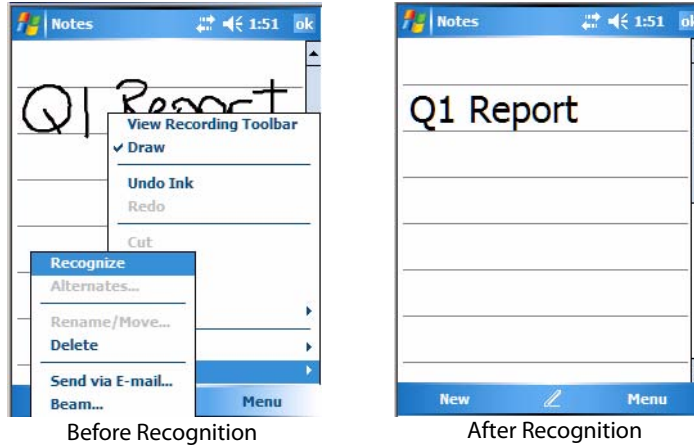 Notes 1:51 ok
Q1 Report
View Recording Toolbar
Draw
Undo Ink
Redo
Cut
Recognize
Alternates...
Rename/Move...
Delete
Send via E-mail...
Beam...
Menu
Before Recognition
Notes 1:51 ok
Q1 Report
New Menu
After Recognition